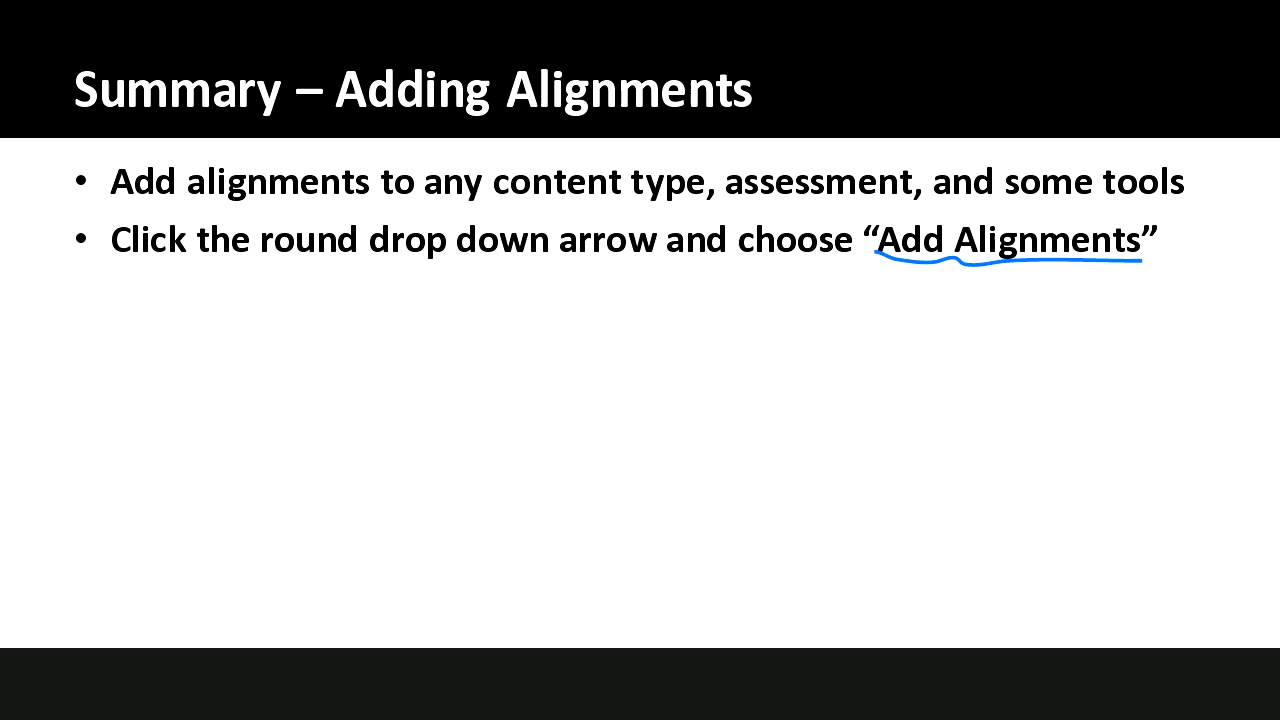 Summary – Adding Alignments
• Add alignments to any content type, assessment, and some tools
• Click the round drop down arrow and choose “Add Alignments”